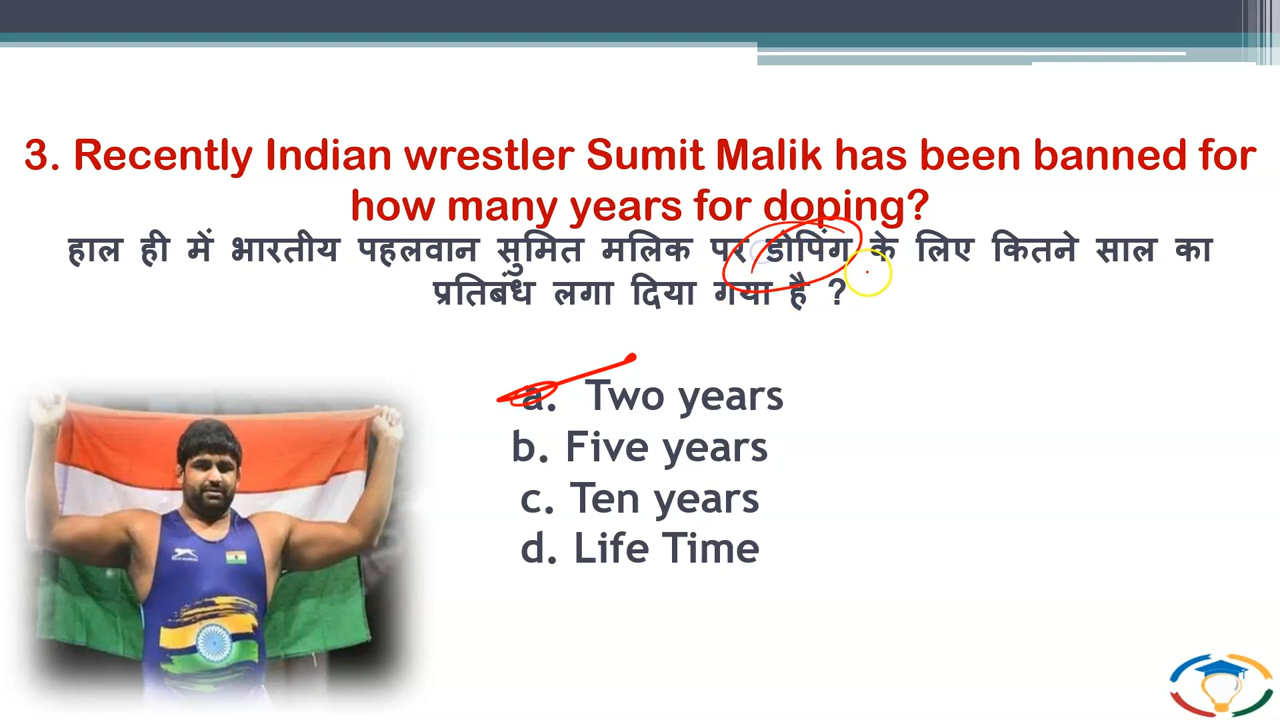 3. Recently Indian wrestler Sumit Malik has been banned for
how many years for doping?
हाल ही में भारतीय पहलवान सुमित मलिक पर डोपिंग के लिए कितने साल का
प्रतिबंध लगा दिया गया है ?
a. Two years
b. Five years
c. Ten years
d. Life Time